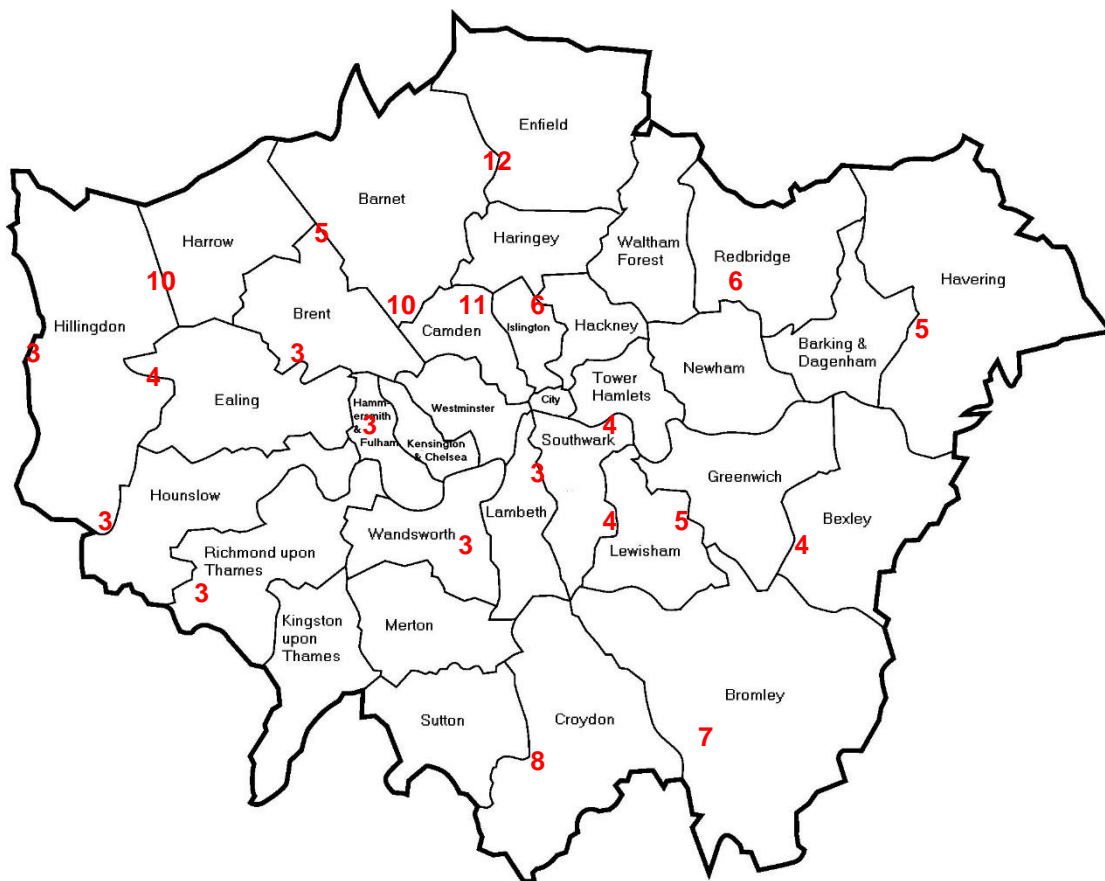 Enfield
12
Barnet
Harrow
5
Haringey
Waltham
Forest
Redbridge
6
Havering
10
Hillingdon
3
Brent
3
10
11
Camden
6
Islington
Hackney
5
Barking &
Dagenham
Newham
4
Ealing
Tower
Hamlets
City
Westminster
Hamm-
ersmith
&
Fulham
3
Kensington
& Chelsea
4
Southwark
3
Hounslow
3
Greenwich
Bexley
4
Lambeth
4
5
Lewisham
Wandsworth
3
Richmond upon
Thames
3
Kingston
upon
Thames
Merton
Sutton
Croydon
8
Bromley
7